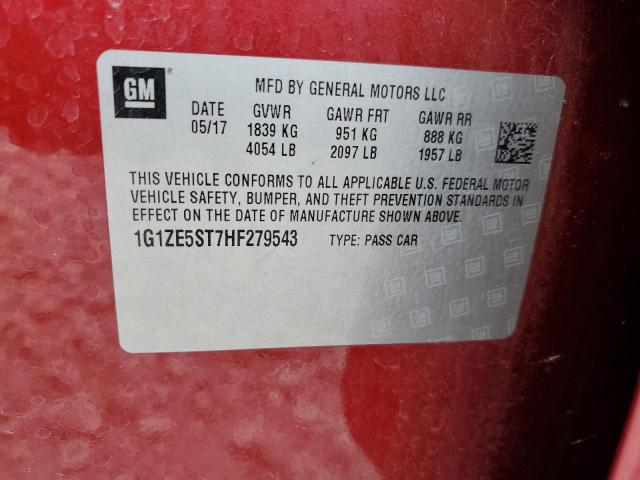 GM
®
MFD BY GENERAL MOTORS LLC
DATE GVWR GAWR FRT GAWR RR
05/17 1839 KG 951 KG 888 KG
4054 LB 2097 LB 1957 LB
THIS VEHICLE CONFORMS TO ALL APPLICABLE U.S. FEDERAL MOTOR
VEHICLE SAFETY, BUMPER, AND THEFT PREVENTION STANDARDS IN
EFFECT ON THE DATE OF MANUFACTURE SHOWN ABOVE.
1G1ZE5ST7HF279543 TYPE: PASS CAR